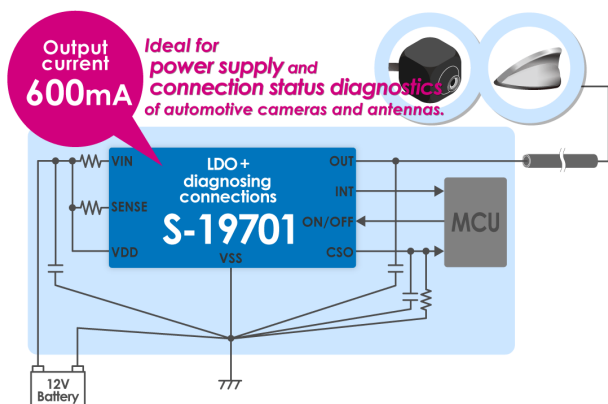 Output
current
600mA
Ideal for
power supply and
connection status diagnostics
of automotive cameras and antennas.
VIN
SENSE
VDD
LDO +
diagnosing
connections
S-19701
VSS
OUT
INT
ON/OFF
CSO
MCU
12V
Battery